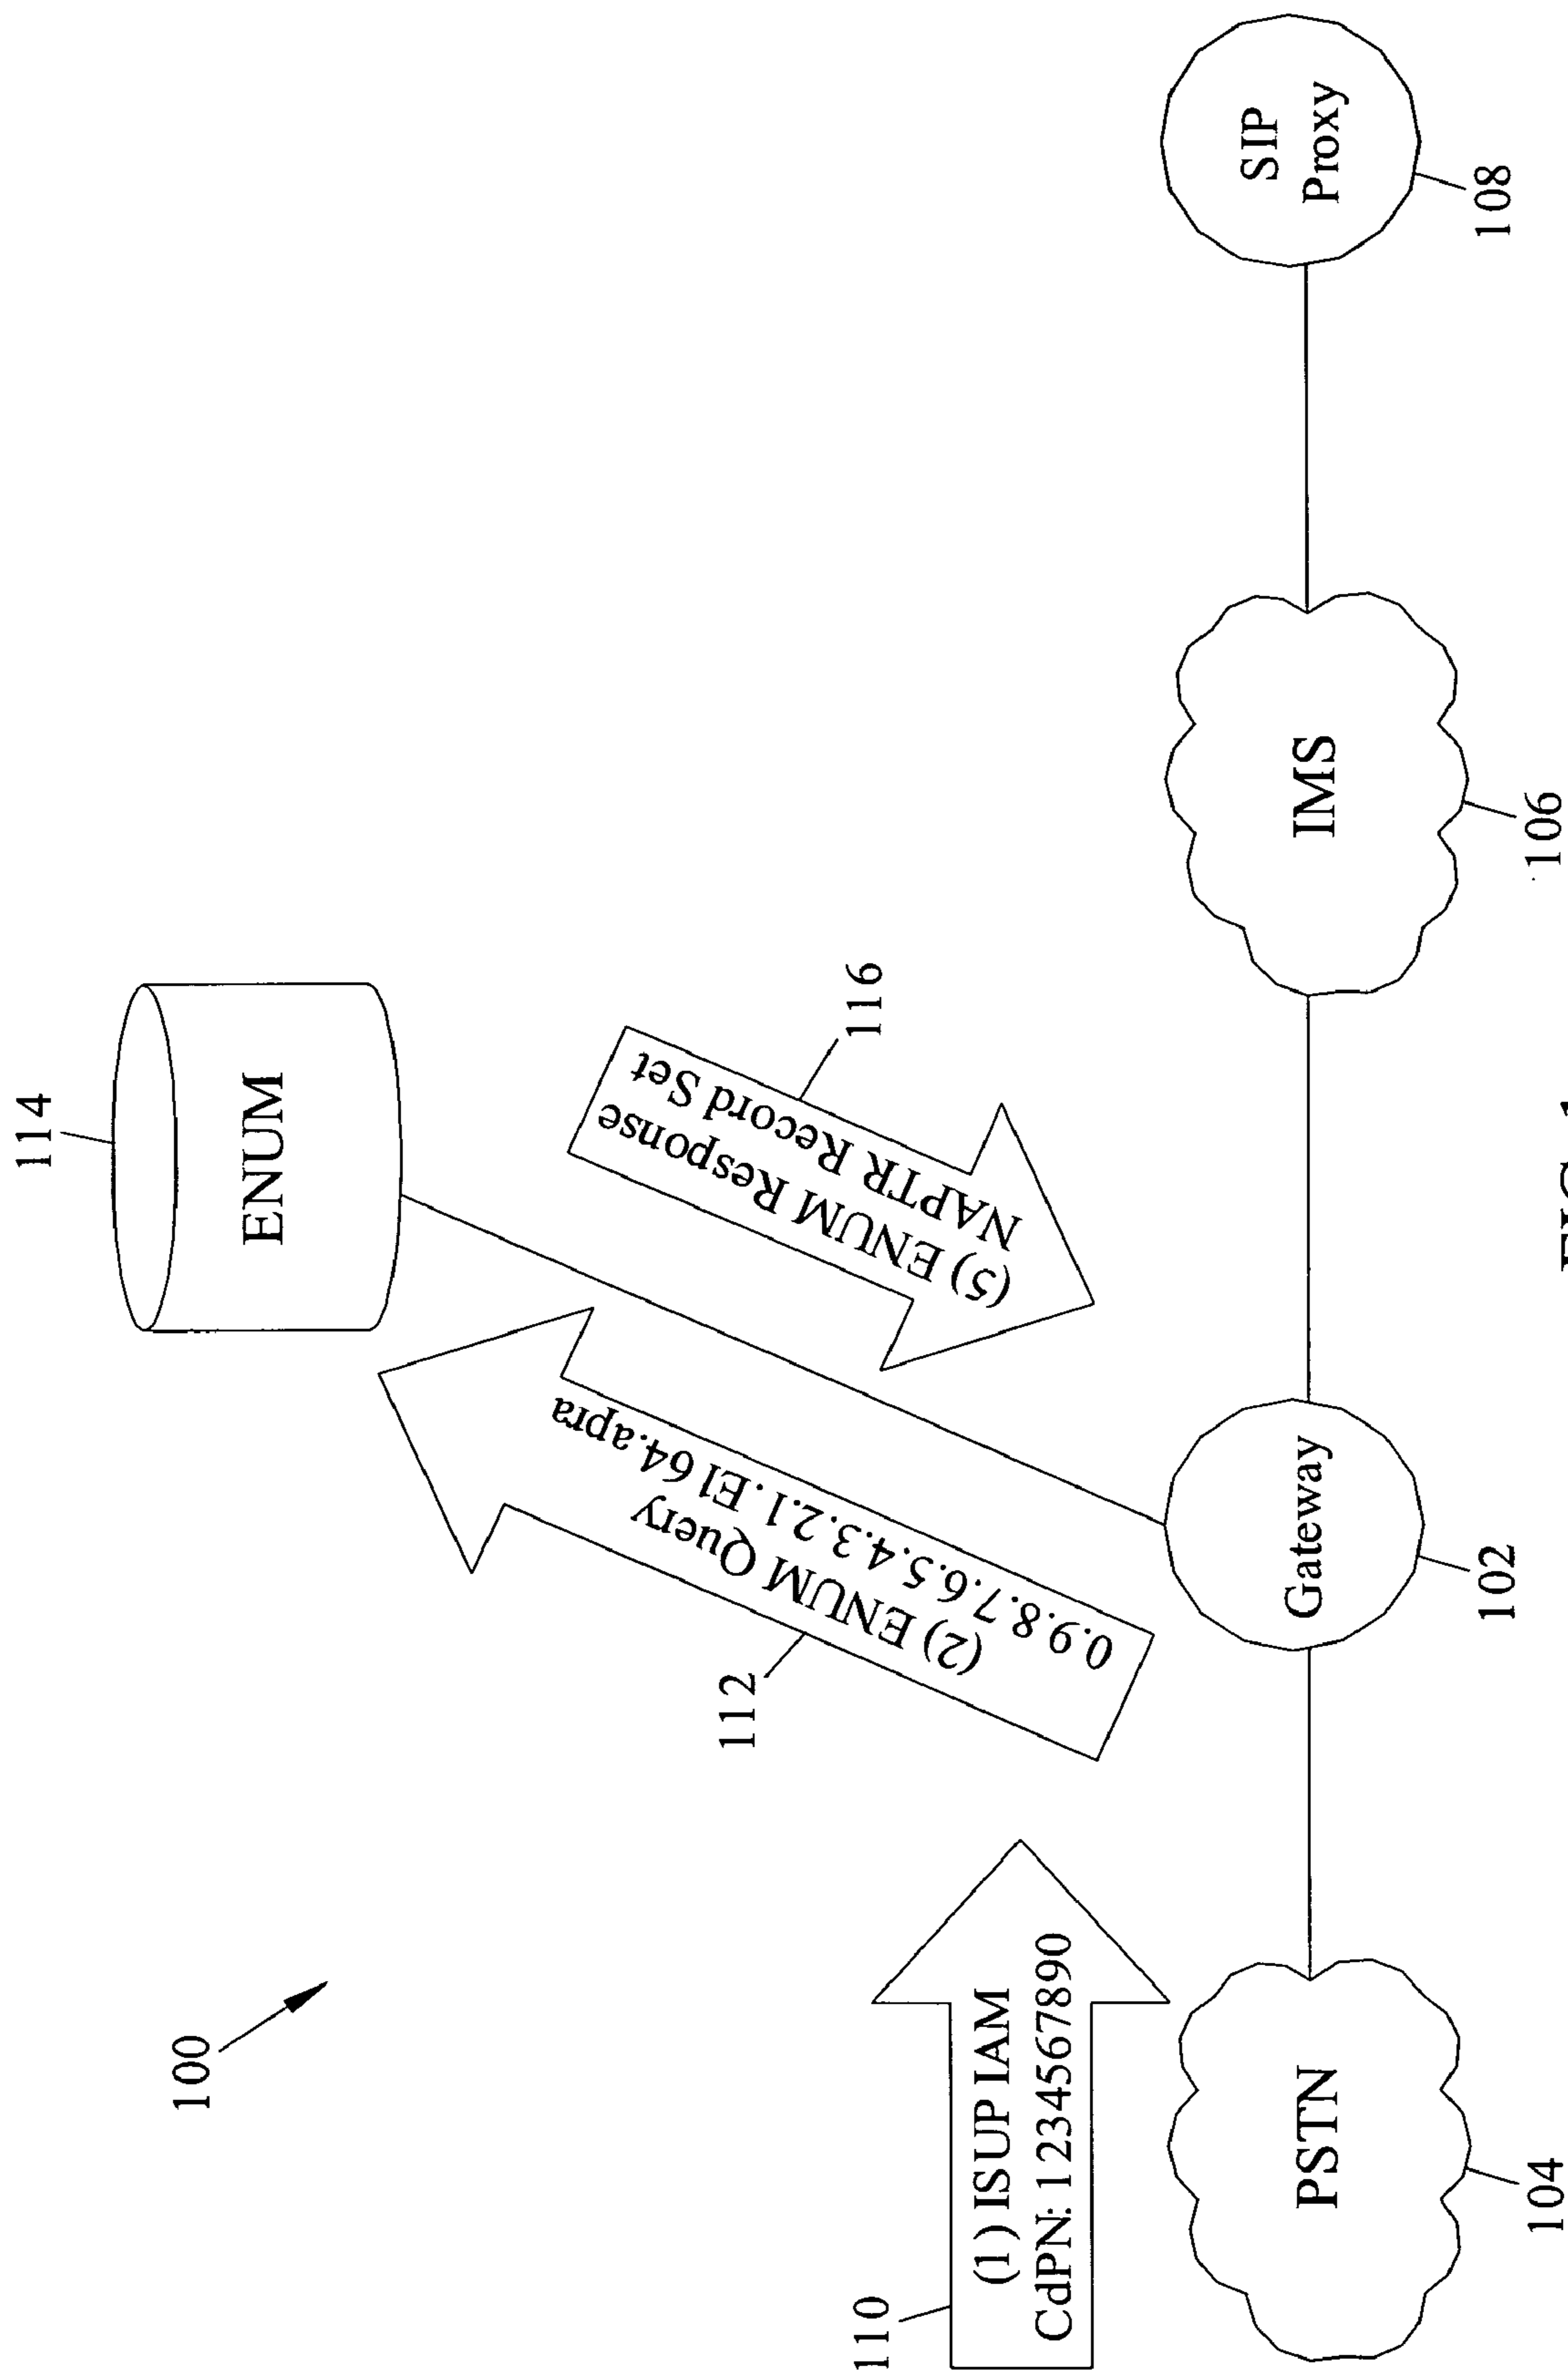 100
114
ENUM
112
(2) ENUM Query
0.9.8.7.6.5.4.3.2.1.E164.apra
116
(5) ENUM Response
NAPTR Record Set
110
(1) ISUP IAM
CdPN: 1234567890
PSTN
Gateway
IMS
SIP
Proxy
104
102
106
108
FIG. 1